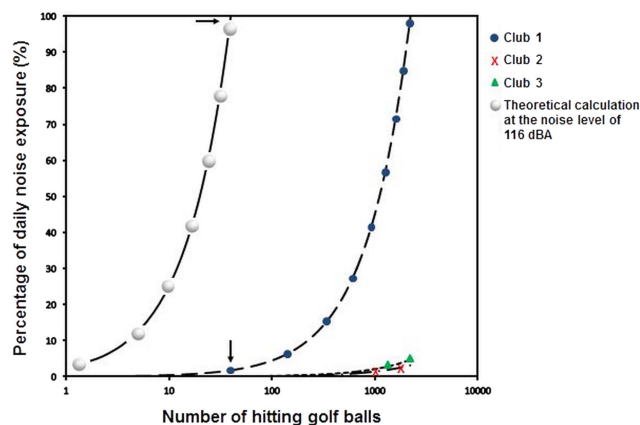 Percentage of daily noise exposure (%)
100
90
80
70
60
50
40
30
20
10
0
1
10
100
1000
10000
Number of hitting golf balls
Club 1
Club 2
Club 3
Theoretical calculation
at the noise level of
116 dBA